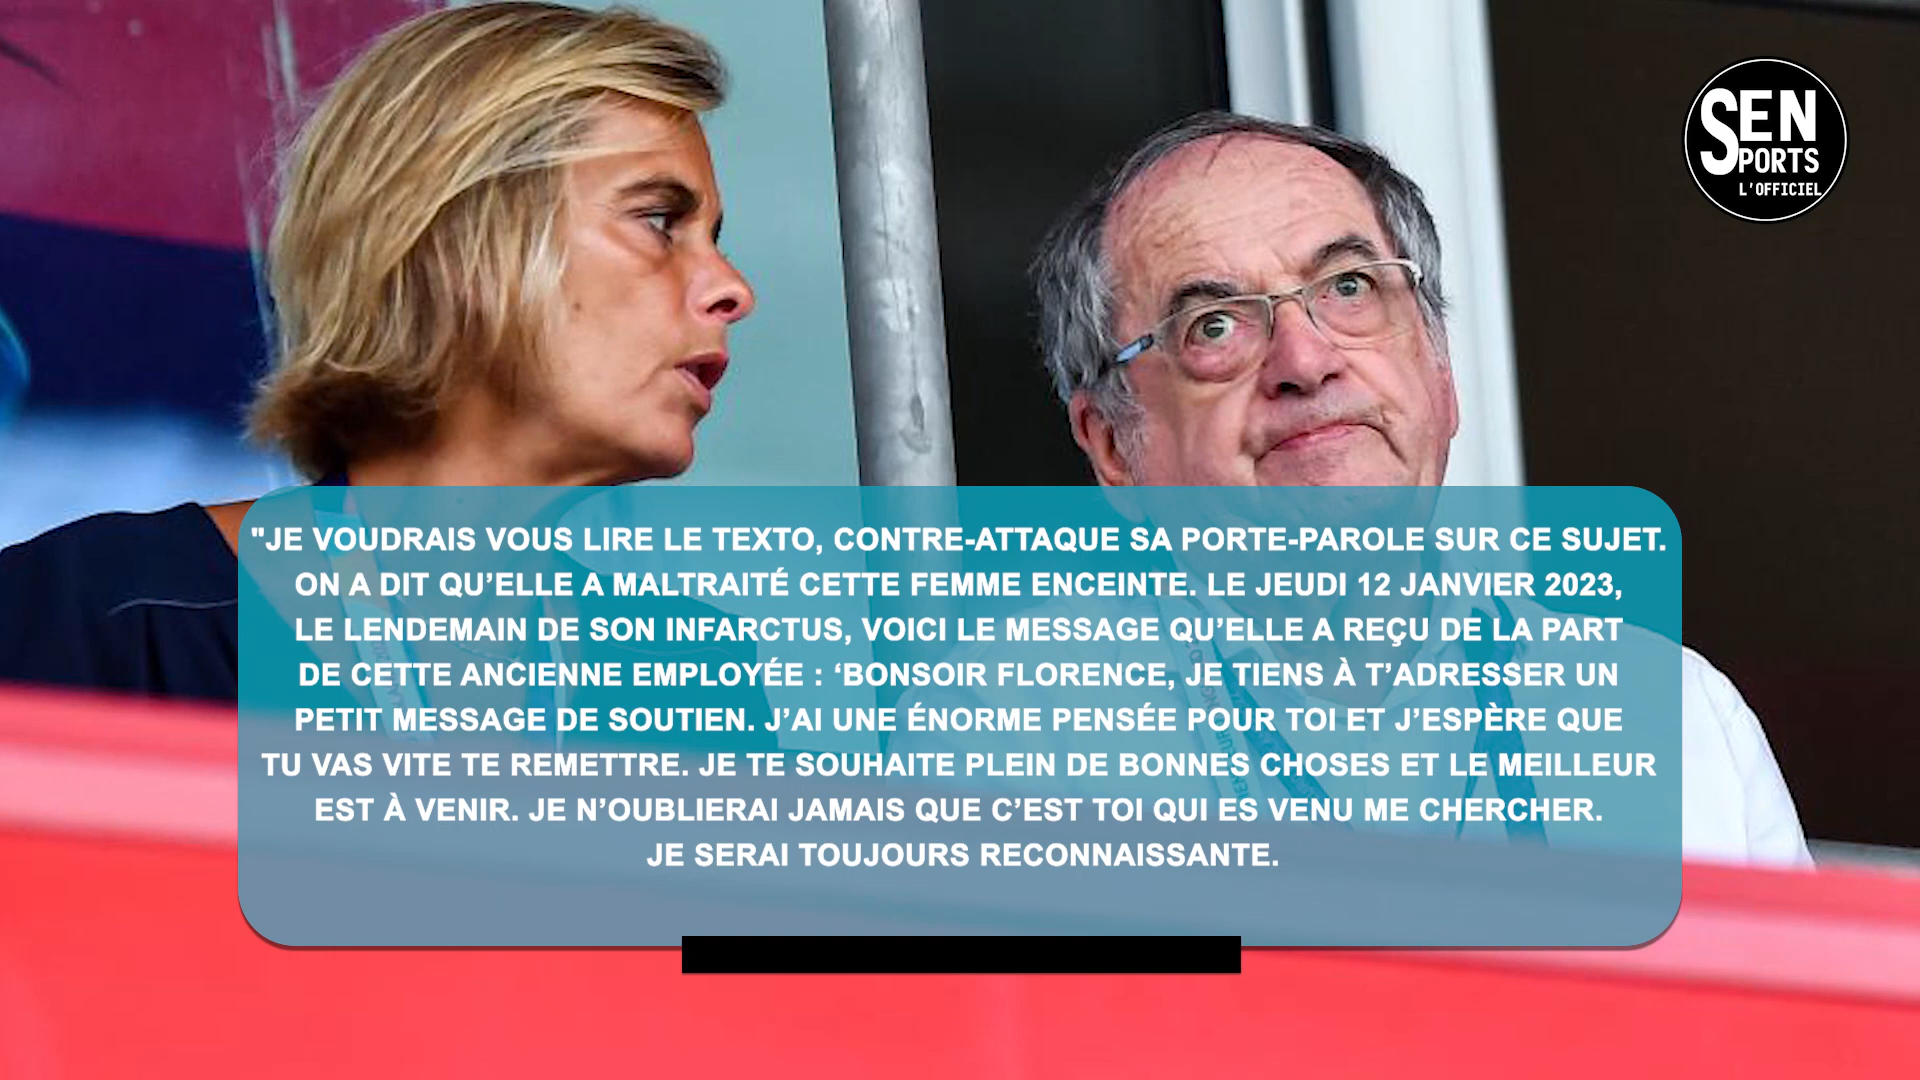 SEN
SPORTS
L'OFFICIEL
"JE VOUDRAIS VOUS LIRE LE TEXTO, CONTRE-ATTAQUE SA PORTE-PAROLE SUR CE SUJET.
ON A DIT QU’ELLE A MALTRAITÉ CETTE FEMME ENCEINTE. LE JEUDI 12 JANVIER 2023,
LE LENDEMAIN DE SON INFARCTUS, VOICI LE MESSAGE QU’ELLE A REÇU DE LA PART
DE CETTE ANCIENNE EMPLOYÉE : ‘BONSOIR FLORENCE, JE TIENS À T’ADRESSER UN
PETIT MESSAGE DE SOUTIEN. J’AI UNE ÉNORME PENSÉE POUR TOI ET J’ESPÈRE QUE
TU VAS VITE TE REMETTRE. JE TE SOUHAITE PLEIN DE BONNES CHOSES ET LE MEILLEUR
EST À VENIR. JE N’OUBLIERAI JAMAIS QUE C’EST TOI QUI ES VENU ME CHERCHER.
JE SERAI TOUJOURS RECONNAISSANTE.